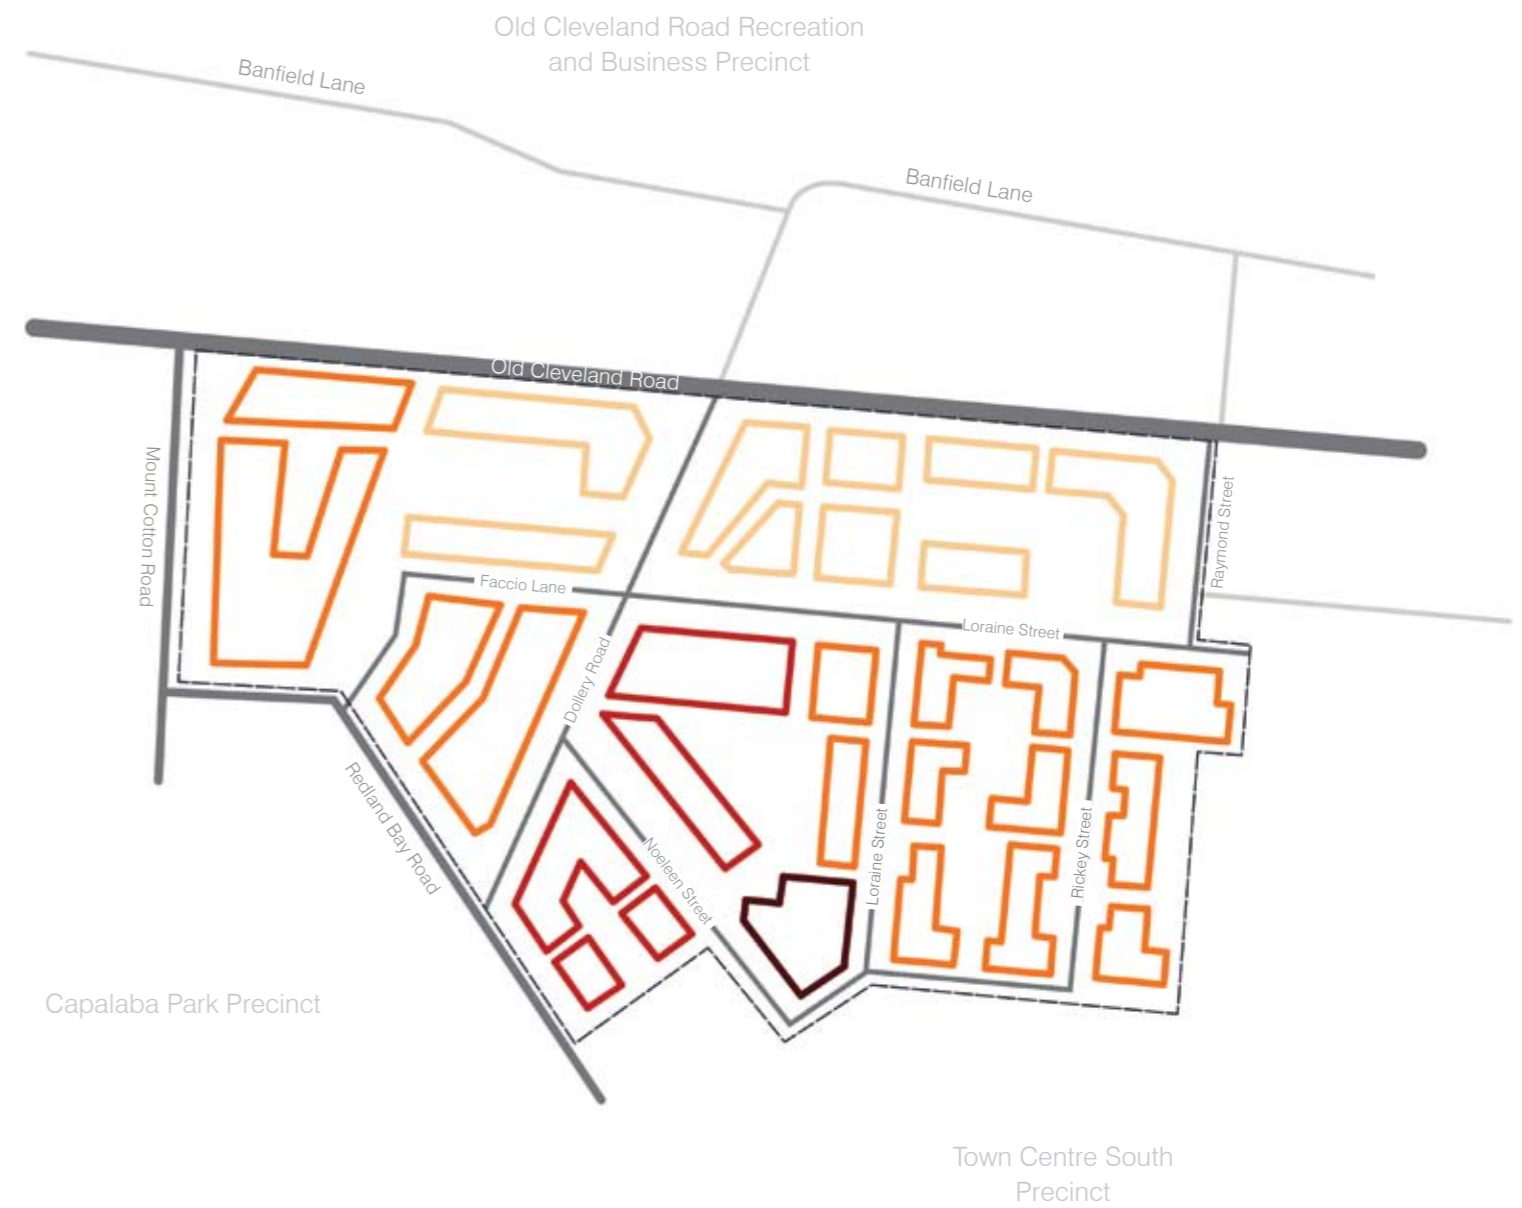 Old Cleveland Road Recreation
and Business Precinct
Banfield Lane
Banfield Lane
Old Cleveland Road
Mount Cotton Road
Raymond Street
Faccio Lane
Loraine Street
Dollery Road
Redland Bay Road
Noeleen Street
Loraine Street
Rickey Street
Capalaba Park Precinct
Town Centre South
Precinct